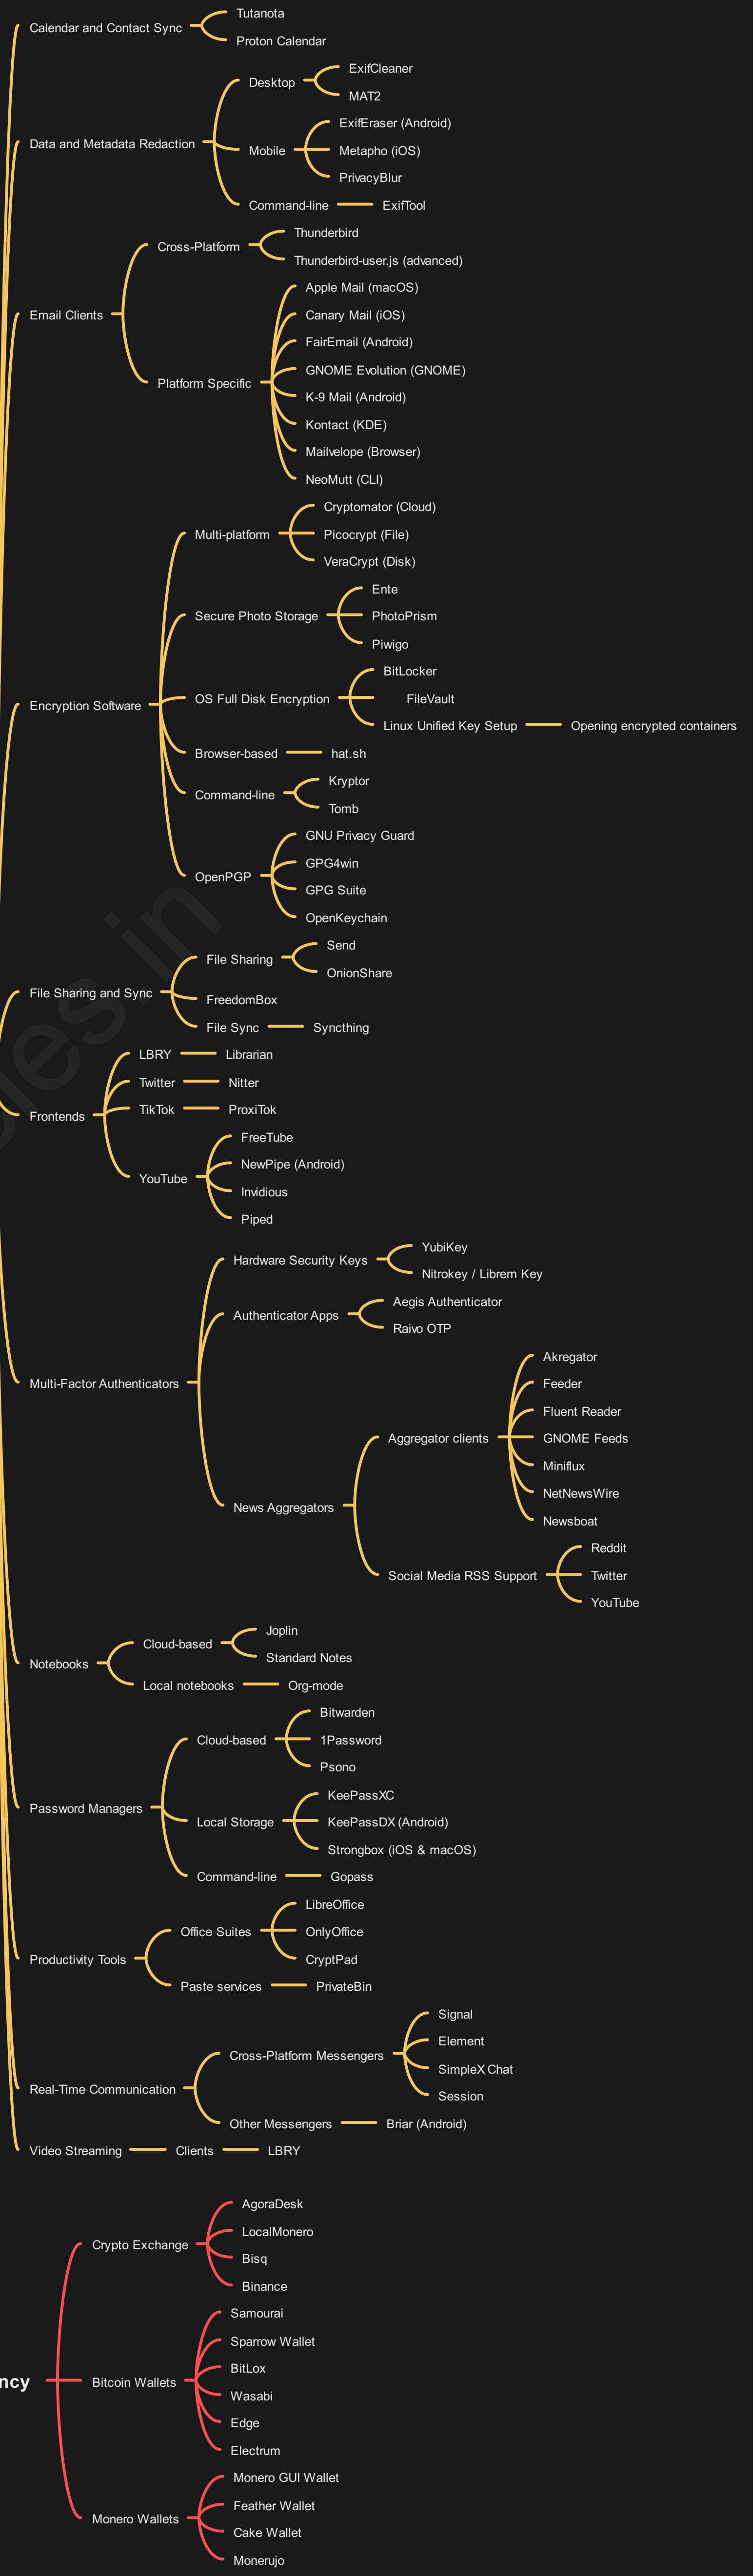 Calendar and Contact Sync
Tutanota
Proton Calendar
Data and Metadata Redaction
Desktop
ExifCleaner
MAT2
Mobile
ExifEraser (Android)
Metapho (iOS)
PrivacyBlur
Command-line
ExifTool
Email Clients
Cross-Platform
Thunderbird
Thunderbird-user.js (advanced)
Platform Specific
Apple Mail (macOS)
Canary Mail (iOS)
FairEmail (Android)
GNOME Evolution (GNOME)
K-9 Mail (Android)
Kontact (KDE)
Mailvelope (Browser)
NeoMutt (CLI)
Encryption Software
Multi-platform
Cryptomator (Cloud)
Picocrypt (File)
VeraCrypt (Disk)
Secure Photo Storage
Ente
PhotoPrism
Piwigo
OS Full Disk Encryption
BitLocker
FileVault
Linux Unified Key Setup
Opening encrypted containers
Browser-based
hat.sh
Command-line
Kryptor
Tomb
OpenPGP
GNU Privacy Guard
GPG4win
GPG Suite
OpenKeychain
File Sharing and Sync
File Sharing
Send
OnionShare
FreedomBox
File Sync
Syncthing
Frontends
LBRY
Librarian
Twitter
Nitter
TikTok
ProxiTok
YouTube
FreeTube
NewPipe (Android)
Invidious
Piped
Multi-Factor Authenticators
Hardware Security Keys
YubiKey
Nitrokey / Librem Key
Authenticator Apps
Aegis Authenticator
Raivo OTP
News Aggregators
Aggregator clients
Akregator
Feeder
Fluent Reader
GNOME Feeds
Miniflux
NetNewsWire
Newsboat
Social Media RSS Support
Reddit
Twitter
YouTube
Notebooks
Cloud-based
Joplin
Standard Notes
Local notebooks
Org-mode
Password Managers
Cloud-based
Bitwarden
1Password
Psono
Local Storage
KeePassXC
KeePassDX (Android)
Strongbox (iOS & macOS)
Command-line
Gopass
Productivity Tools
Office Suites
LibreOffice
OnlyOffice
CryptPad
Paste services
PrivateBin
Real-Time Communication
Cross-Platform Messengers
Signal
Element
SimpleX Chat
Session
Other Messengers
Briar (Android)
Video Streaming
Clients
LBRY
ncy
Crypto Exchange
AgoraDesk
LocalMonero
Bisq
Binance
Bitcoin Wallets
Samourai
Sparrow Wallet
BitLox
Wasabi
Edge
Electrum
Monero Wallets
Monero GUI Wallet
Feather Wallet
Cake Wallet
Monerujo